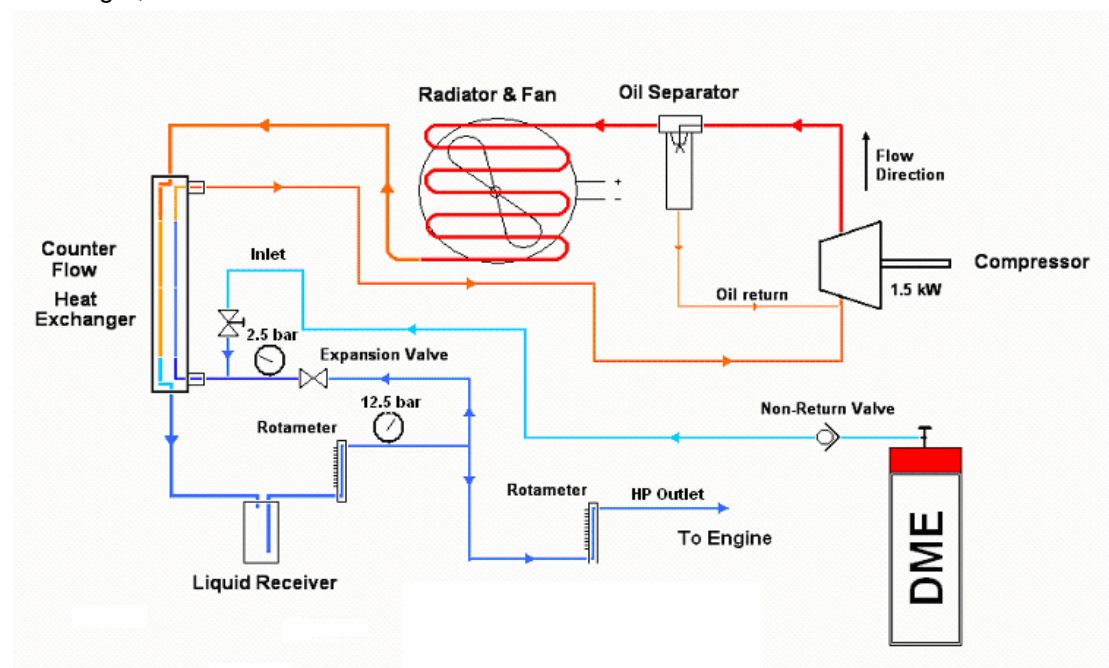 Radiator & Fan
Oil Separator
+
−
Flow
Direction
Counter
Flow
Heat
Exchanger
Inlet
Compressor
1.5 kW
Oil return
2.5 bar
Expansion Valve
12.5 bar
Non-Return Valve
Rotameter
Rotameter
HP Outlet
To Engine
Liquid Receiver
DME